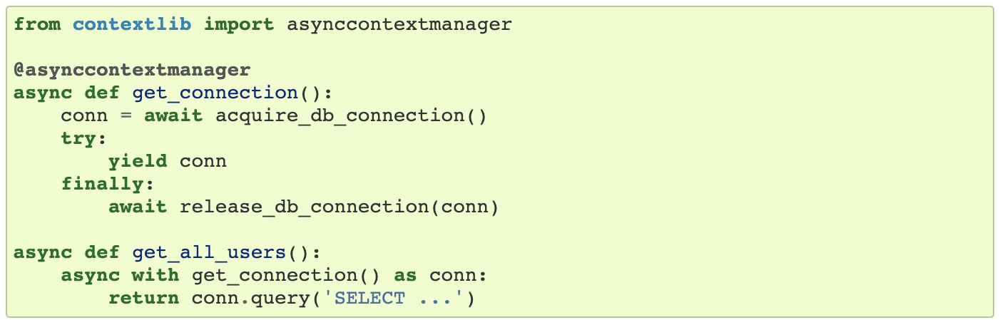 from contextlib import asynccontextmanager

@asynccontextmanager
async def get_connection():
    conn = await acquire_db_connection()
    try:
        yield conn
    finally:
        await release_db_connection(conn)

async def get_all_users():
    async with get_connection() as conn:
        return conn.query('SELECT ...')